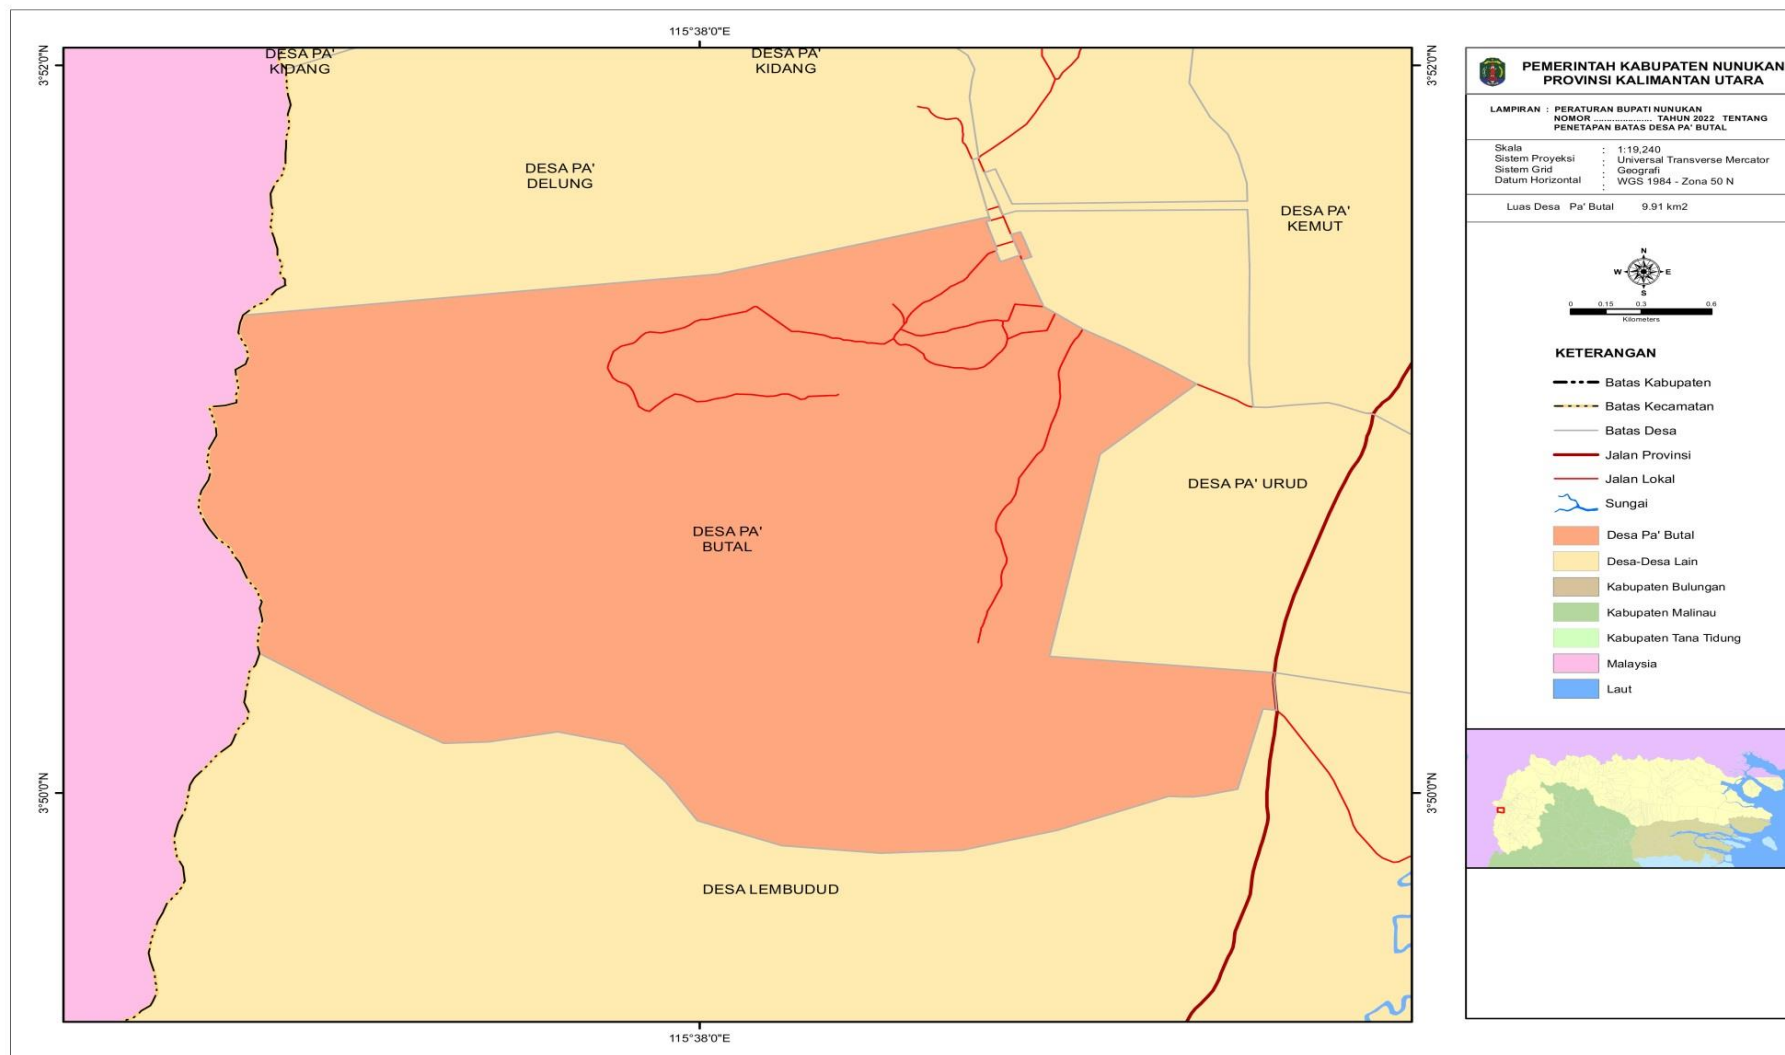 115°38'0"E
3°52'0"N
3°52'0"N
DESA PA'
KIDANG
DESA PA'
KIDANG
DESA PA'
DELUNG
DESA PA'
KEMUT
DESA PA' URUD
DESA PA'
BUTAL
DESA LEMBUDUD
3°50'0"N
3°50'0"N
115°38'0"E
PEMERINTAH KABUPATEN NUNUKAN
PROVINSI KALIMANTAN UTARA
LAMPIRAN : PERATURAN BUPATI NUNUKAN
NOMOR ...................... TAHUN 2022 TENTANG
PENETAPAN BATAS DESA PA' BUTAL
Skala : 1:19,240
Sistem Proyeksi : Universal Transverse Mercator
Sistem Grid : Geografi
Datum Horizontal : WGS 1984 - Zona 50 N
Luas Desa Pa' Butal 9.91 km2
N
W E
S
0 0.15 0.3 0.6
Kilometers
KETERANGAN
Batas Kabupaten
Batas Kecamatan
Batas Desa
Jalan Provinsi
Jalan Lokal
Sungai
Desa Pa' Butal
Desa-Desa Lain
Kabupaten Bulungan
Kabupaten Malinau
Kabupaten Tana Tidung
Malaysia
Laut